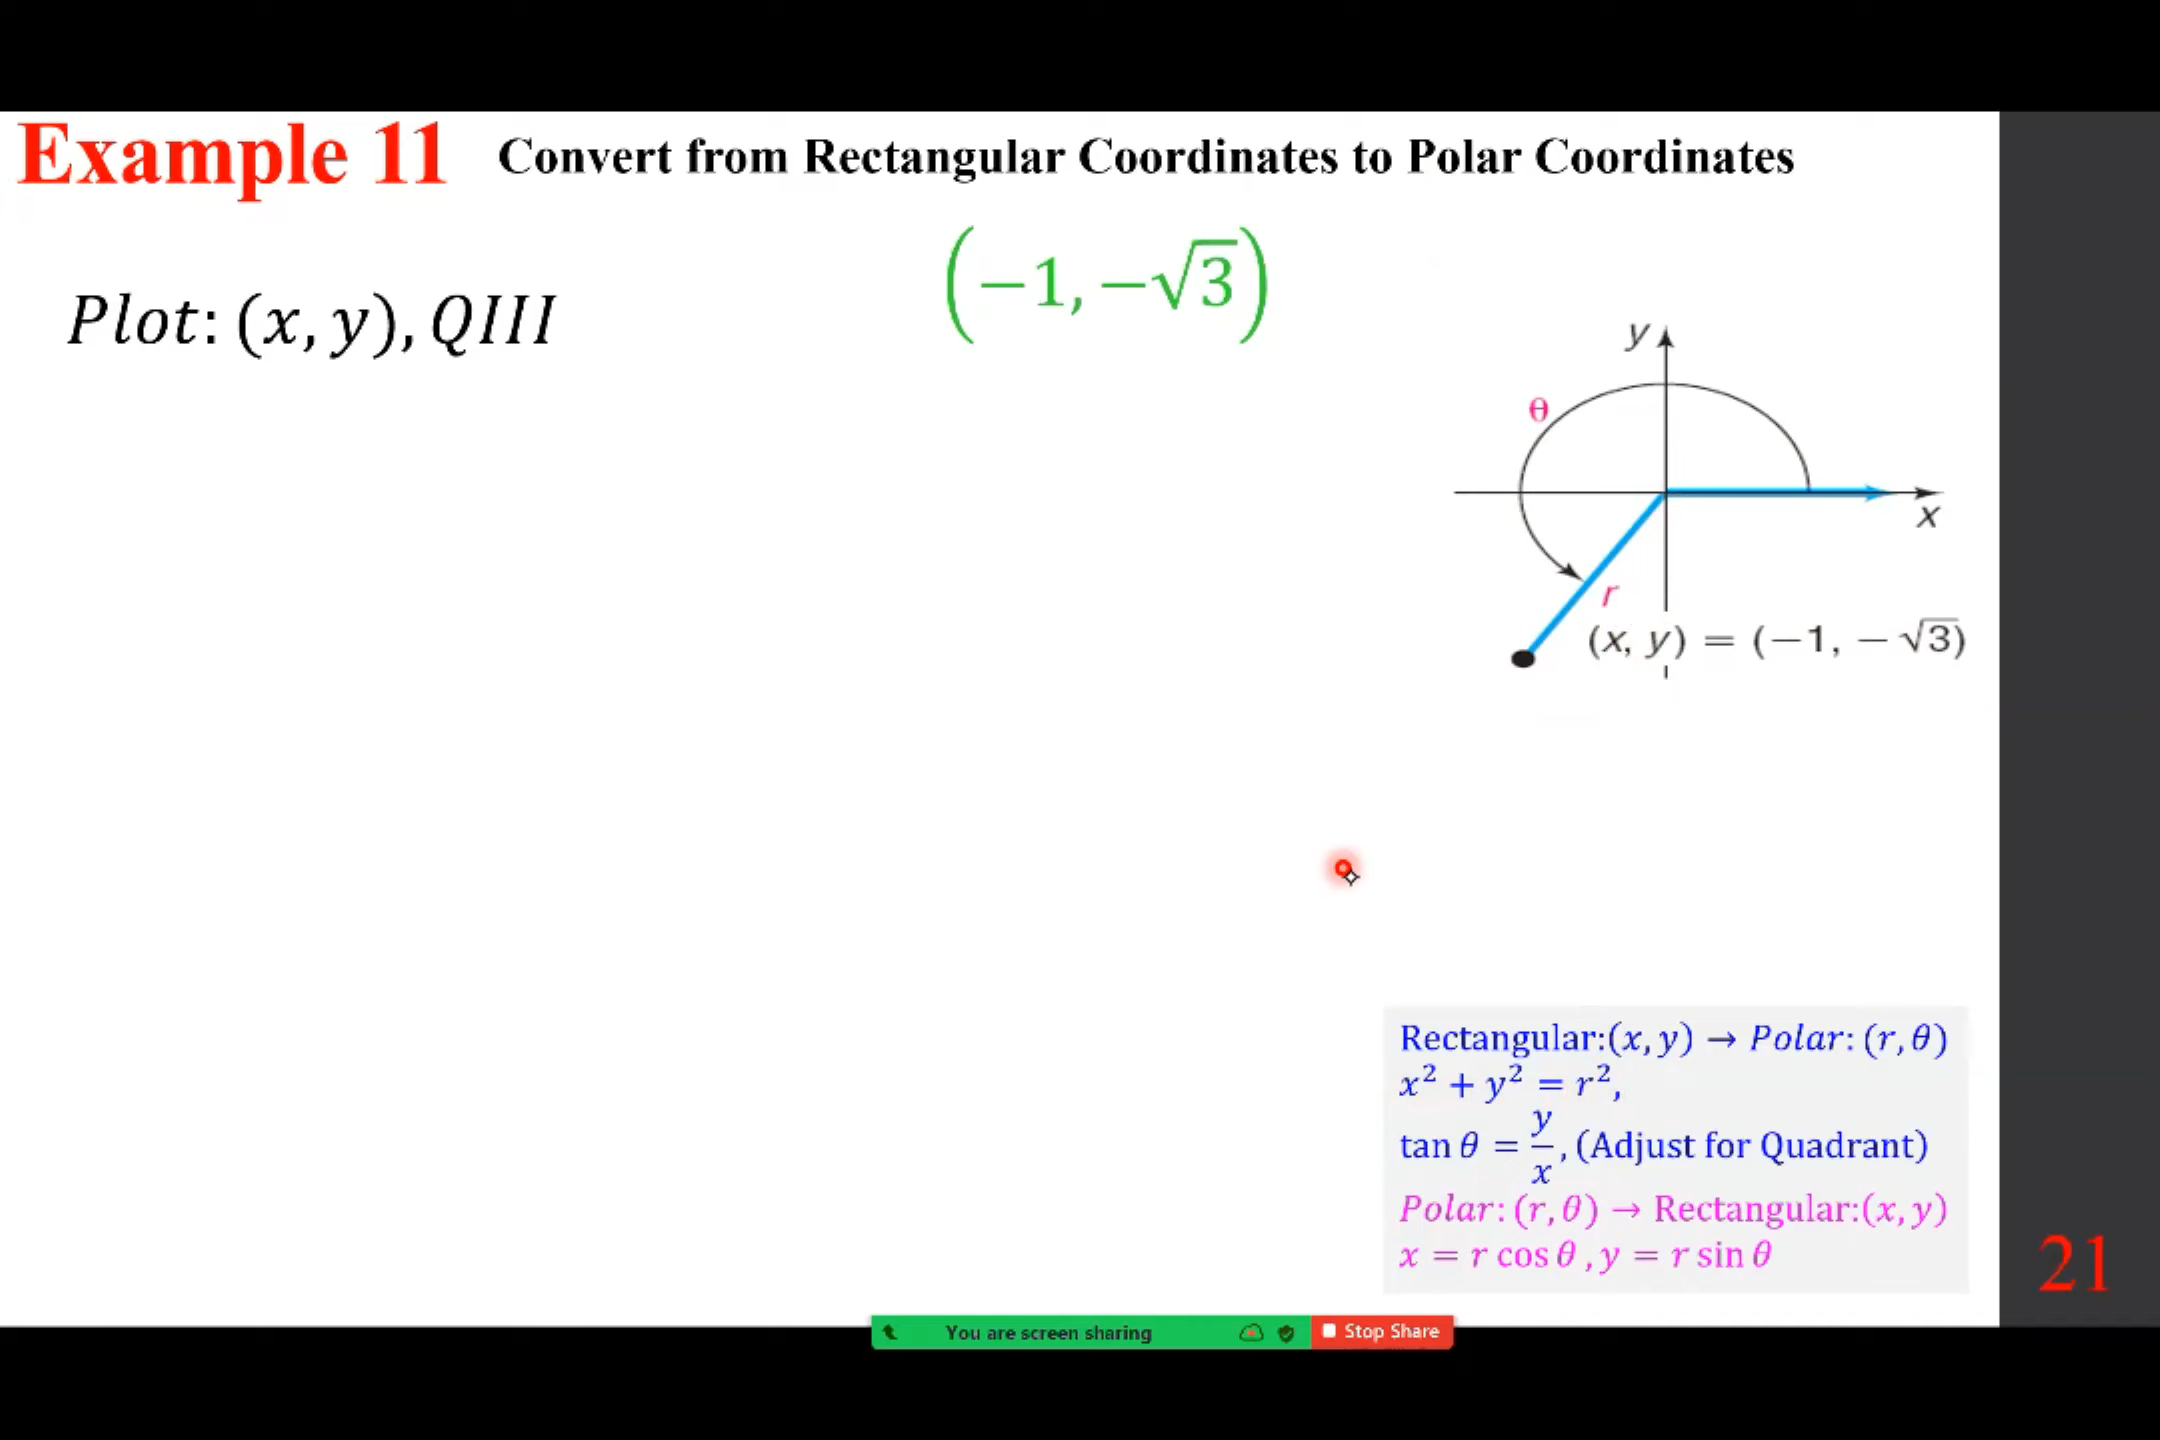 Example 11 Convert from Rectangular Coordinates to Polar Coordinates
(−1, −√3)
Plot: (x, y), QIII
y
θ
x
r
(x, y) = (−1, − √3)
Rectangular:(x, y) → Polar: (r, θ)
x² + y² = r²,
tan θ = y/x, (Adjust for Quadrant)
Polar: (r, θ) → Rectangular:(x, y)
x = r cos θ , y = r sin θ
21
You are screen sharing Stop Share